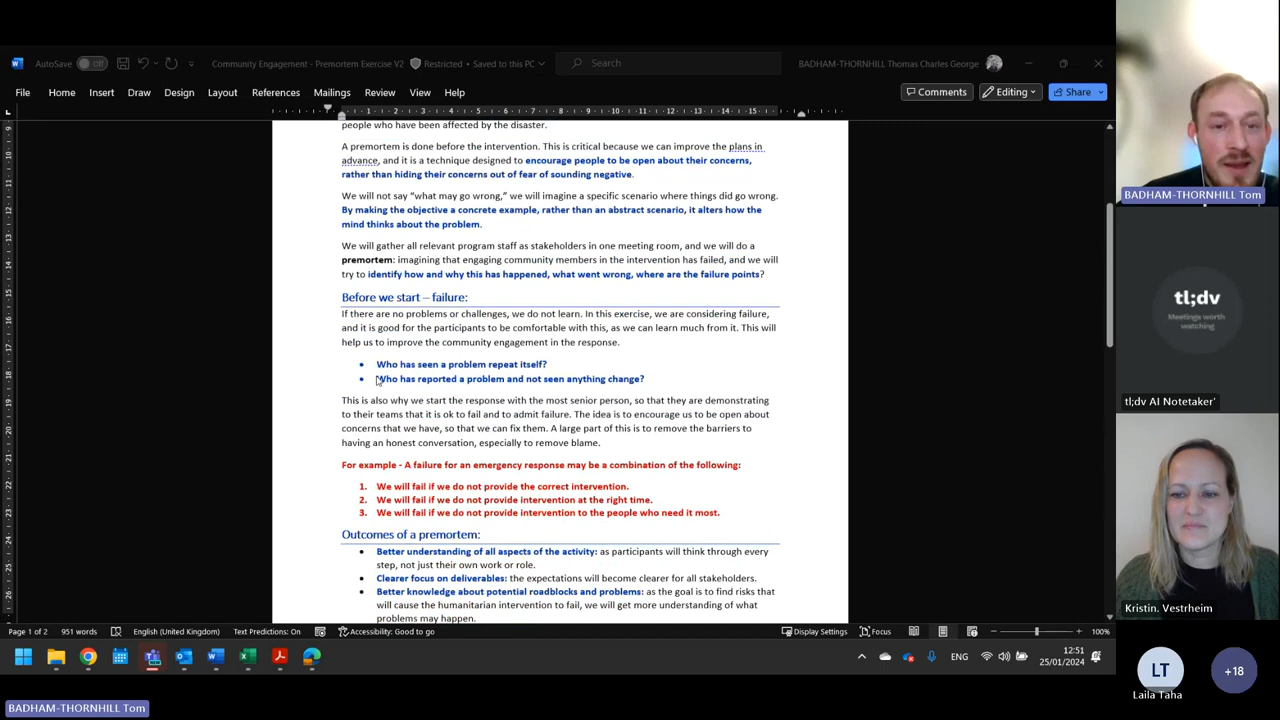 AutoSave Off
Community Engagement - Premortem Exercise V2
Restricted • Saved to this PC
Search
BADHAM-THORNHILL Thomas Charles George
File Home Insert Draw Design Layout References Mailings Review View Help
Comments
Editing
Share
1 2 3 4 5 6 7 8 9 10 11 12 13 14 15
people who have been affected by the disaster.
A premortem is done before the intervention. This is critical because we can improve the plans in
advance, and it is a technique designed to encourage people to be open about their concerns,
rather than hiding their concerns out of fear of sounding negative.
We will not say “what may go wrong,” we will imagine a specific scenario where things did go wrong.
By making the objective a concrete example, rather than an abstract scenario, it alters how the
mind thinks about the problem.
We will gather all relevant program staff as stakeholders in one meeting room, and we will do a
premortem: imagining that engaging community members in the intervention has failed, and we will
try to identify how and why this has happened, what went wrong, where are the failure points?
Before we start – failure:
If there are no problems or challenges, we do not learn. In this exercise, we are considering failure,
and it is good for the participants to be comfortable with this, as we can learn much from it. This will
help us to improve the community engagement in the response.
• Who has seen a problem repeat itself?
• Who has reported a problem and not seen anything change?
This is also why we start the response with the most senior person, so that they are demonstrating
to their teams that it is ok to fail and to admit failure. The idea is to encourage us to be open about
concerns that we have, so that we can fix them. A large part of this is to remove the barriers to
having an honest conversation, especially to remove blame.
For example - A failure for an emergency response may be a combination of the following:
1. We will fail if we do not provide the correct intervention.
2. We will fail if we do not provide intervention at the right time.
3. We will fail if we do not provide intervention to the people who need it most.
Outcomes of a premortem:
• Better understanding of all aspects of the activity: as participants will think through every
step, not just their own work or role.
• Clearer focus on deliverables: the expectations will become clearer for all stakeholders.
• Better knowledge about potential roadblocks and problems: as the goal is to find risks that
will cause the humanitarian intervention to fail, we will get more understanding of what
problems may happen.
Page 1 of 2 951 words English (United Kingdom) Text Predictions: On Accessibility: Good to go
Display Settings Focus 100%
ENG
12:51
25/01/2024
BADHAM-THORNHILL Tom
BADHAM-THORNHILL Tom
tl;dv
Meetings worth
watching
tl;dv AI Notetaker'
Kristin. Vestrheim
LT
Laila Taha
+18